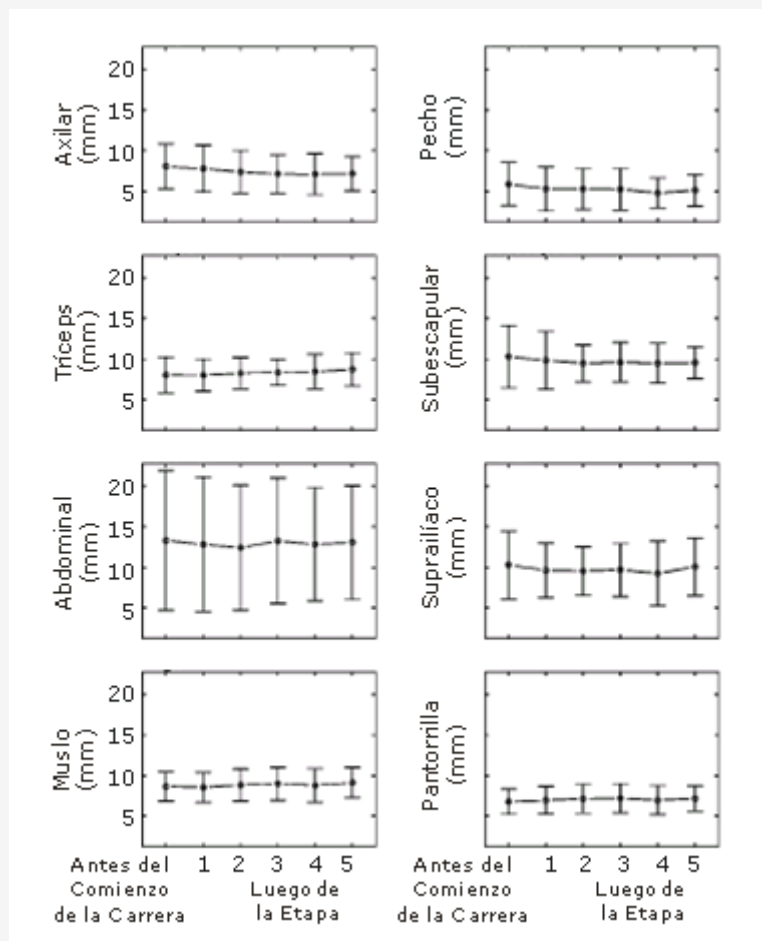 Axilar
(mm)
20
15
10
5
Pecho
(mm)
Tríceps
(mm)
20
15
10
5
Subescapular
(mm)
Abdominal
(mm)
20
15
10
5
Suprailíaco
(mm)
Muslo
(mm)
20
15
10
5
Pantorrilla
(mm)
Antes del 1 2 3 4 5
Comienzo Luego de
de la Carrera la Etapa
Antes del 1 2 3 4 5
Comienzo Luego de
de la Carrera la Etapa